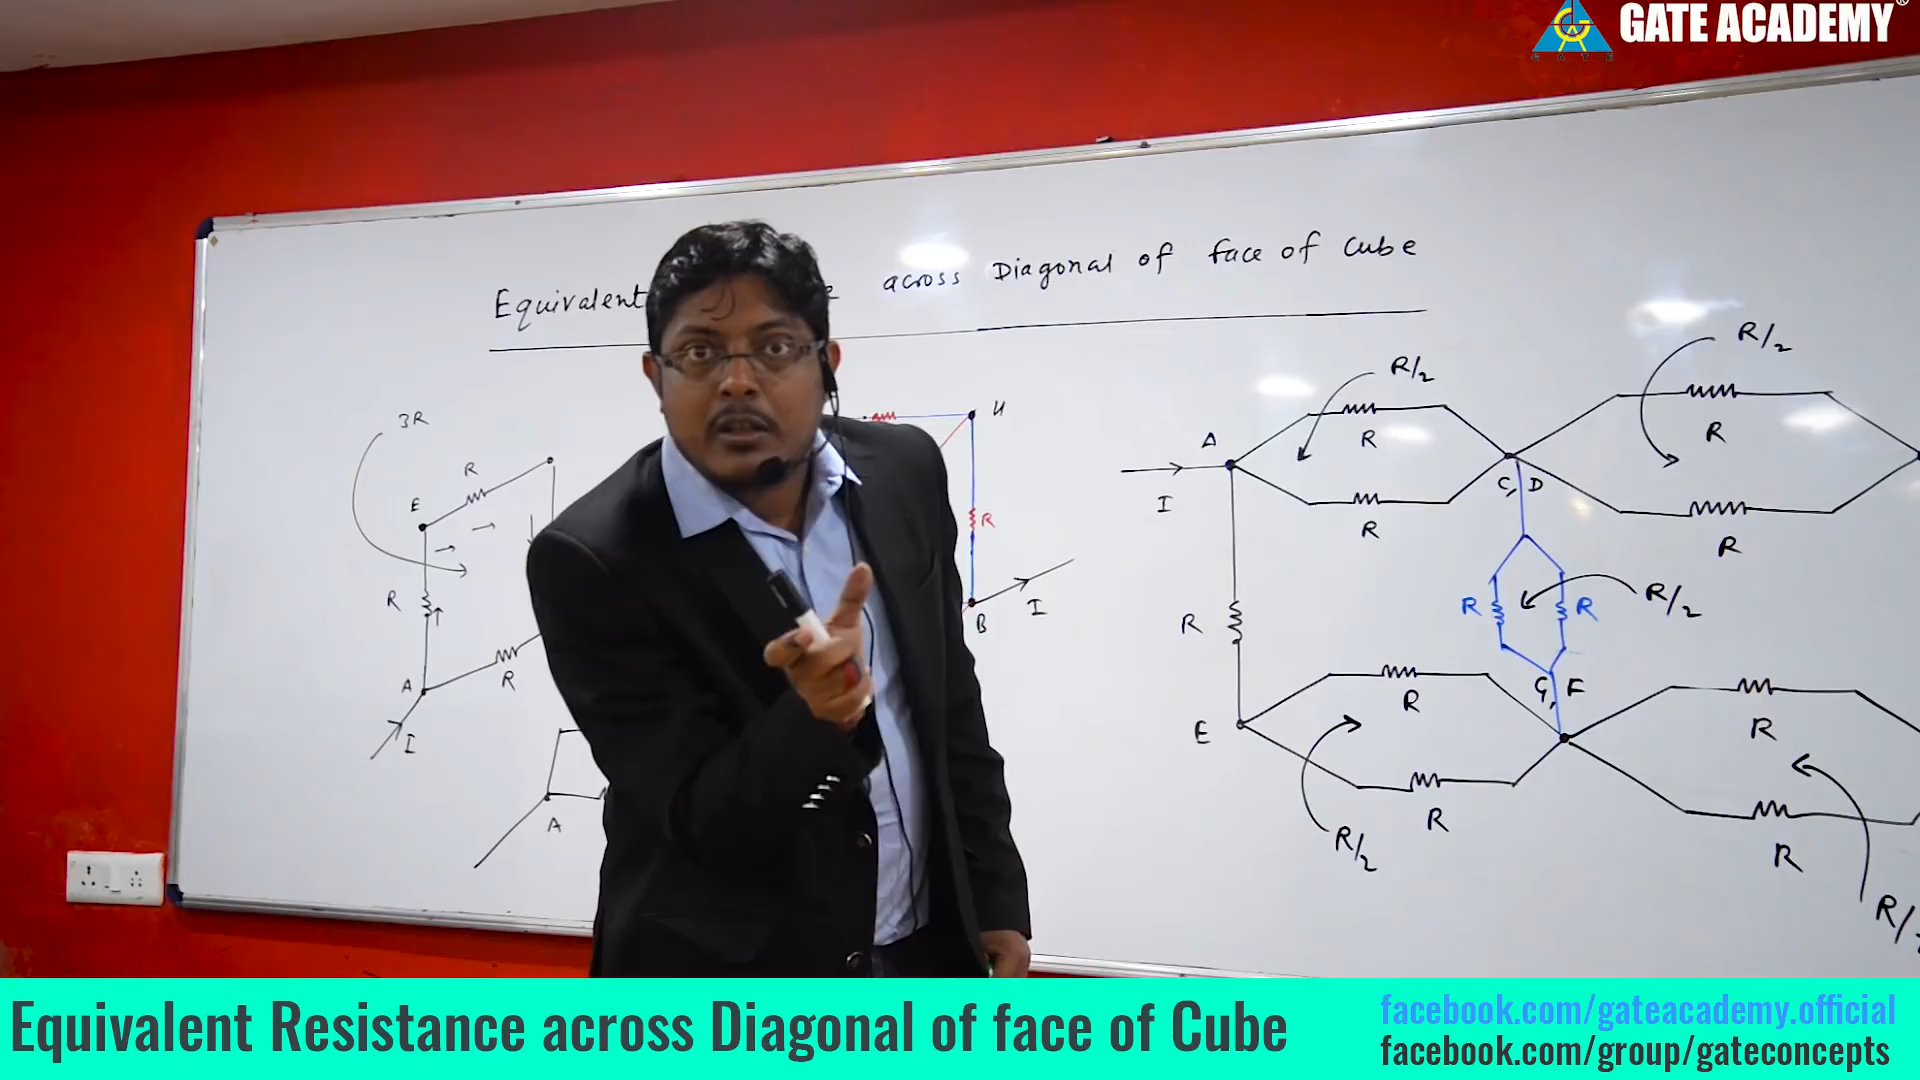 GATE ACADEMY
GATE
Equivalent across Diagonal of face of Cube
3R
R
E
R
R
A
I
H
R
B
I
A
R/2
R/2
A
R
R
I
C, D
R
R
R
R
R
R/2
E
G, F
R
R
R
R
R/2
R/
Equivalent Resistance across Diagonal of face of Cube
facebook.com/gateacademy.official
facebook.com/group/gateconcepts